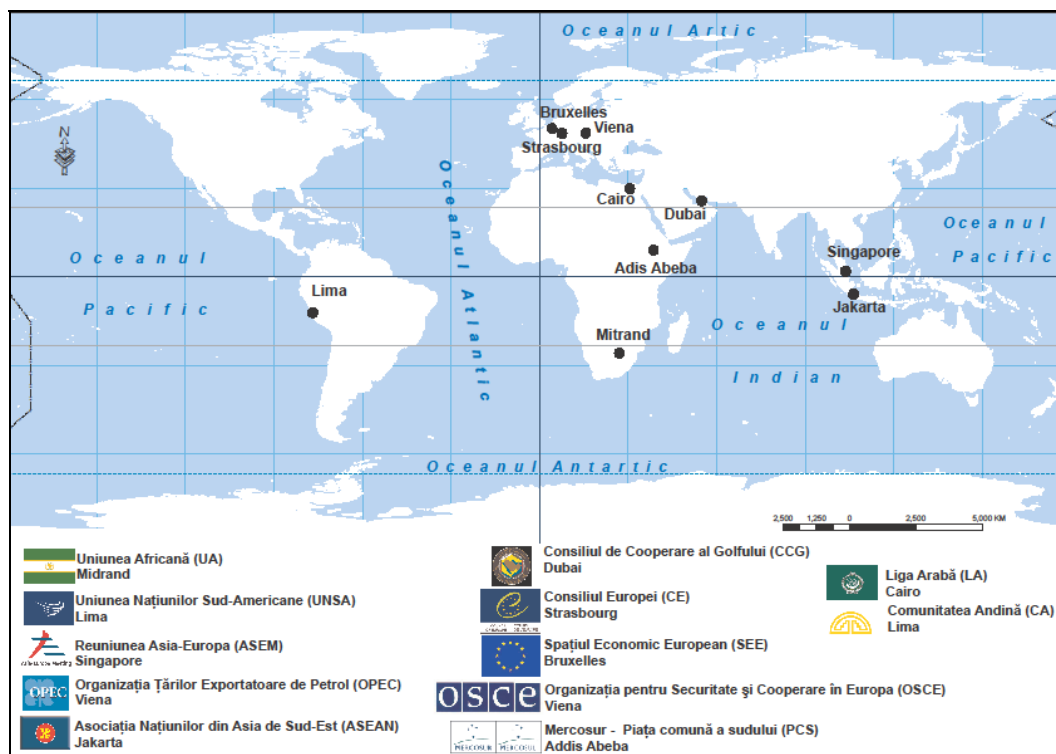 Oceanul Artic
N
Bruxelles
Viena
Strasbourg
Cairo
Dubai
Oceanul Atlantic
Oceanul
Pacific
Oceanul
Pacific
Singapore
Adis Abeba
Lima
Jakarta
Mitrand
Oceanul
Indian
Oceanul Antartic
2,500 1,250 0 2,500 5,000 KM
Uniunea Africană (UA)
Midrand
Uniunea Națiunilor Sud-Americane (UNSA)
Lima
Reuniunea Asia-Europa (ASEM)
Singapore
OPEC
Organizația Țărilor Exportatoare de Petrol (OPEC)
Viena
Asociația Națiunilor din Asia de Sud-Est (ASEAN)
Jakarta
Consiliul de Cooperare al Golfului (CCG)
Dubai
Consiliul Europei (CE)
Strasbourg
Spațiul Economic European (SEE)
Bruxelles
OSCE
Organizația pentru Securitate şi Cooperare în Europa (OSCE)
Viena
MERCOSUR MERCOSUL
Mercosur - Piața comună a sudului (PCS)
Addis Abeba
Liga Arabă (LA)
Cairo
Comunitatea Andină (CA)
Lima